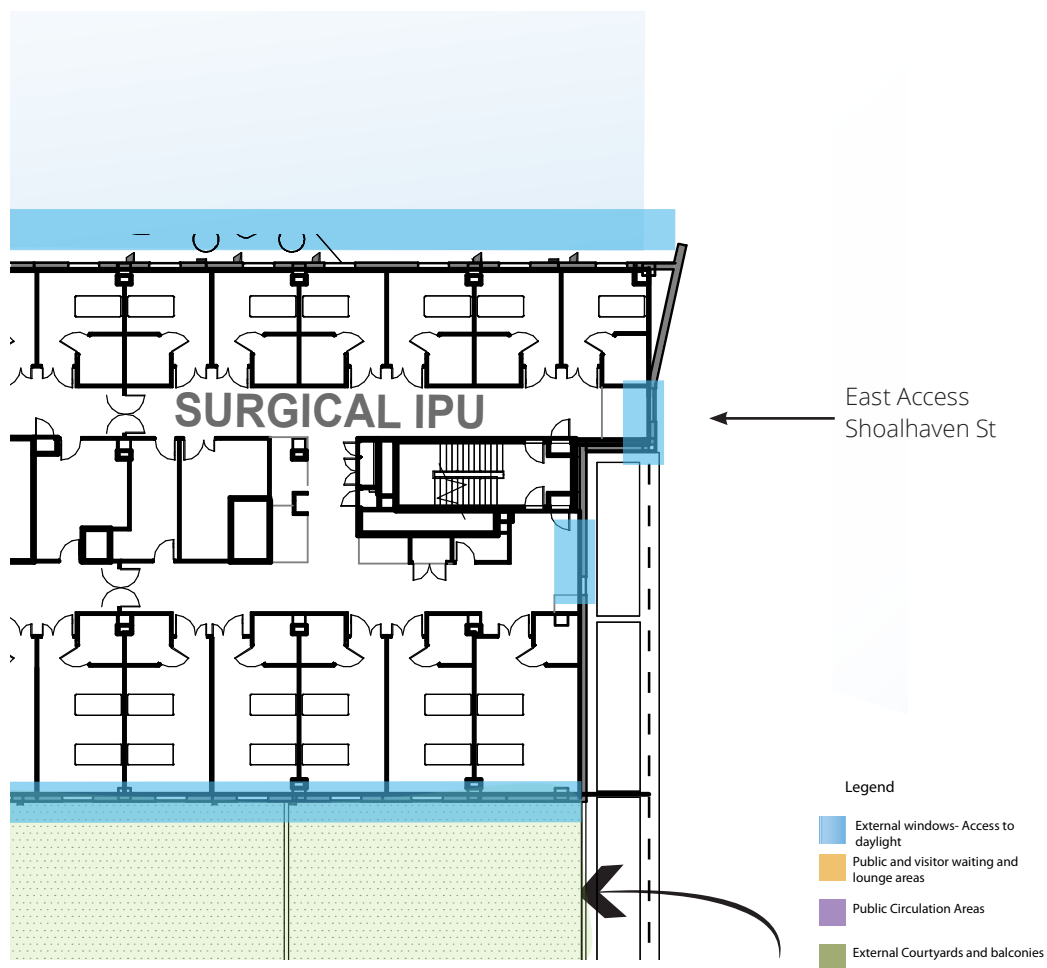 SURGICAL IPU
East Access
Shoalhaven St
Legend
External windows- Access to
daylight
Public and visitor waiting and
lounge areas
Public Circulation Areas
External Courtyards and balconies